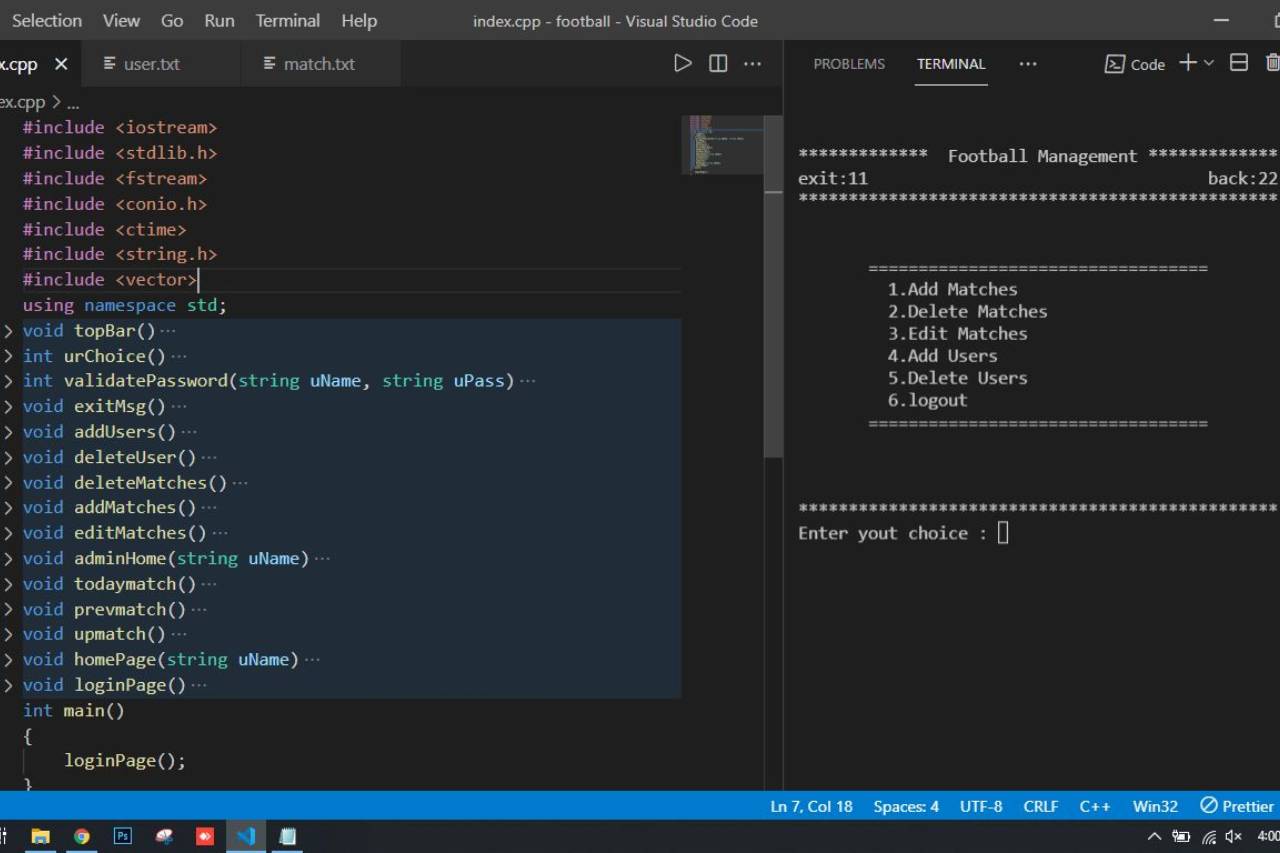 Selection View Go Run Terminal Help index.cpp - football - Visual Studio Code
x.cpp user.txt match.txt
PROBLEMS TERMINAL ··· Code
ex.cpp > ...
#include <iostream>
#include <stdlib.h>
#include <fstream>
#include <conio.h>
#include <ctime>
#include <string.h>
#include <vector>
using namespace std;
void topBar()···
int urChoice()···
int validatePassword(string uName, string uPass)···
void exitMsg()···
void addUsers()···
void deleteUser()···
void deleteMatches()···
void addMatches()···
void editMatches()···
void adminHome(string uName)···
void todaymatch()···
void prevmatch()···
void upmatch()···
void homePage(string uName)···
void loginPage()···
int main()
{
loginPage();
}
************* Football Management *************
exit:11 back:22
************************************************
==================================
1.Add Matches
2.Delete Matches
3.Edit Matches
4.Add Users
5.Delete Users
6.logout
==================================
************************************************
Enter yout choice :
Ln 7, Col 18 Spaces: 4 UTF-8 CRLF C++ Win32 Prettier
Ps
4:00